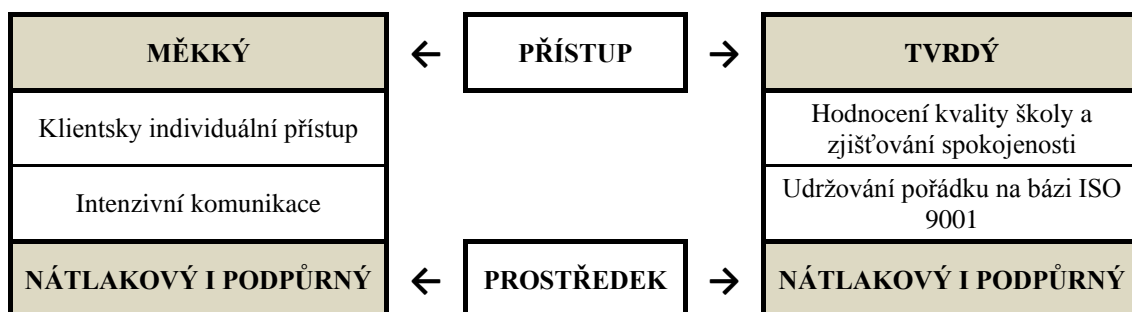 MĚKKÝ ← PŘÍSTUP → TVRDÝ
Klientsky individuální přístup
Hodnocení kvality školy a
zjišťování spokojenosti
Intenzivní komunikace
Udržování pořádku na bázi ISO
9001
NÁTLAKOVÝ I PODPŮRNÝ ← PROSTŘEDEK → NÁTLAKOVÝ I PODPŮRNÝ